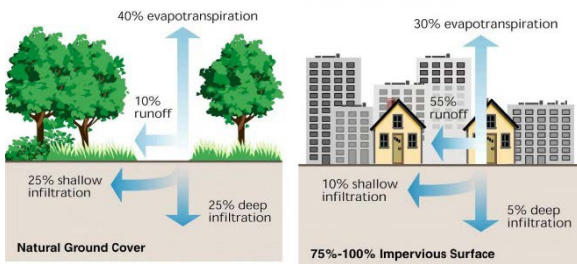 40% evapotranspiration
10%
runoff
25% shallow
infiltration
25% deep
infiltration
Natural Ground Cover
30% evapotranspiration
55%
runoff
10% shallow
infiltration
5% deep
infiltration
75%-100% Impervious Surface